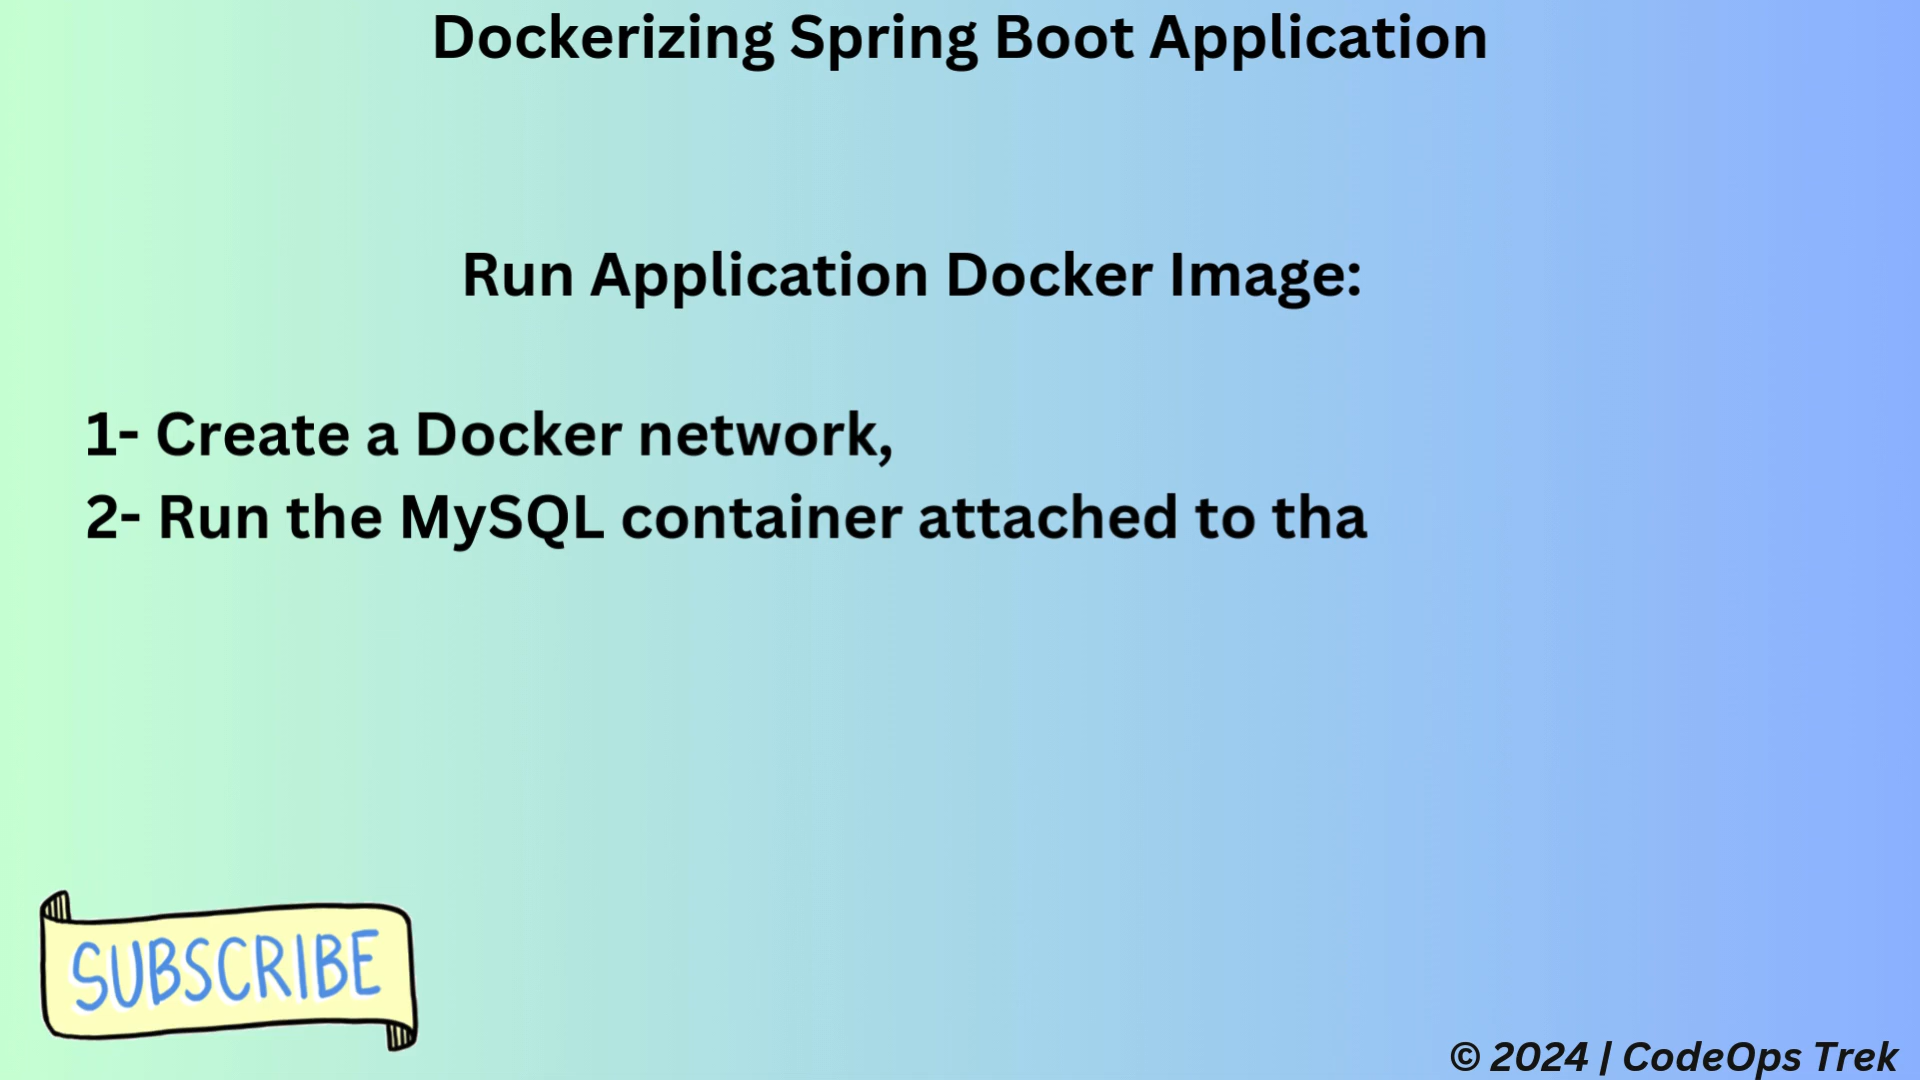 Dockerizing Spring Boot Application
Run Application Docker Image:
1- Create a Docker network,
2- Run the MySQL container attached to tha
SUBSCRIBE
© 2024 | CodeOps Trek